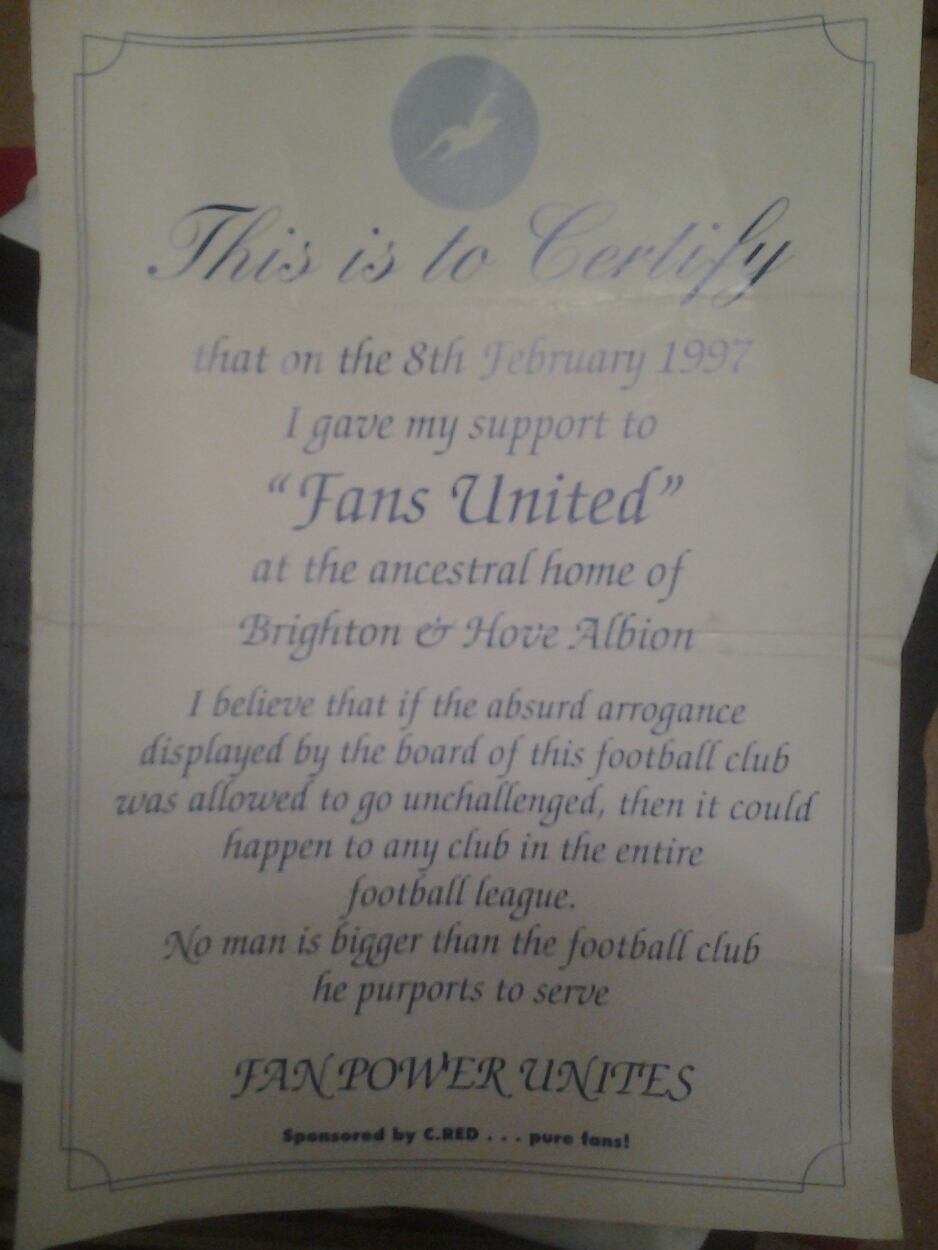 This is to Certify
that on the 8th February 1997
I gave my support to
“Fans United”
at the ancestral home of
Brighton & Hove Albion
I believe that if the absurd arrogance
displayed by the board of this football club
was allowed to go unchallenged, then it could
happen to any club in the entire
football league.
No man is bigger than the football club
he purports to serve
FAN POWER UNITES
Sponsored by C.RED . . . pure fans!